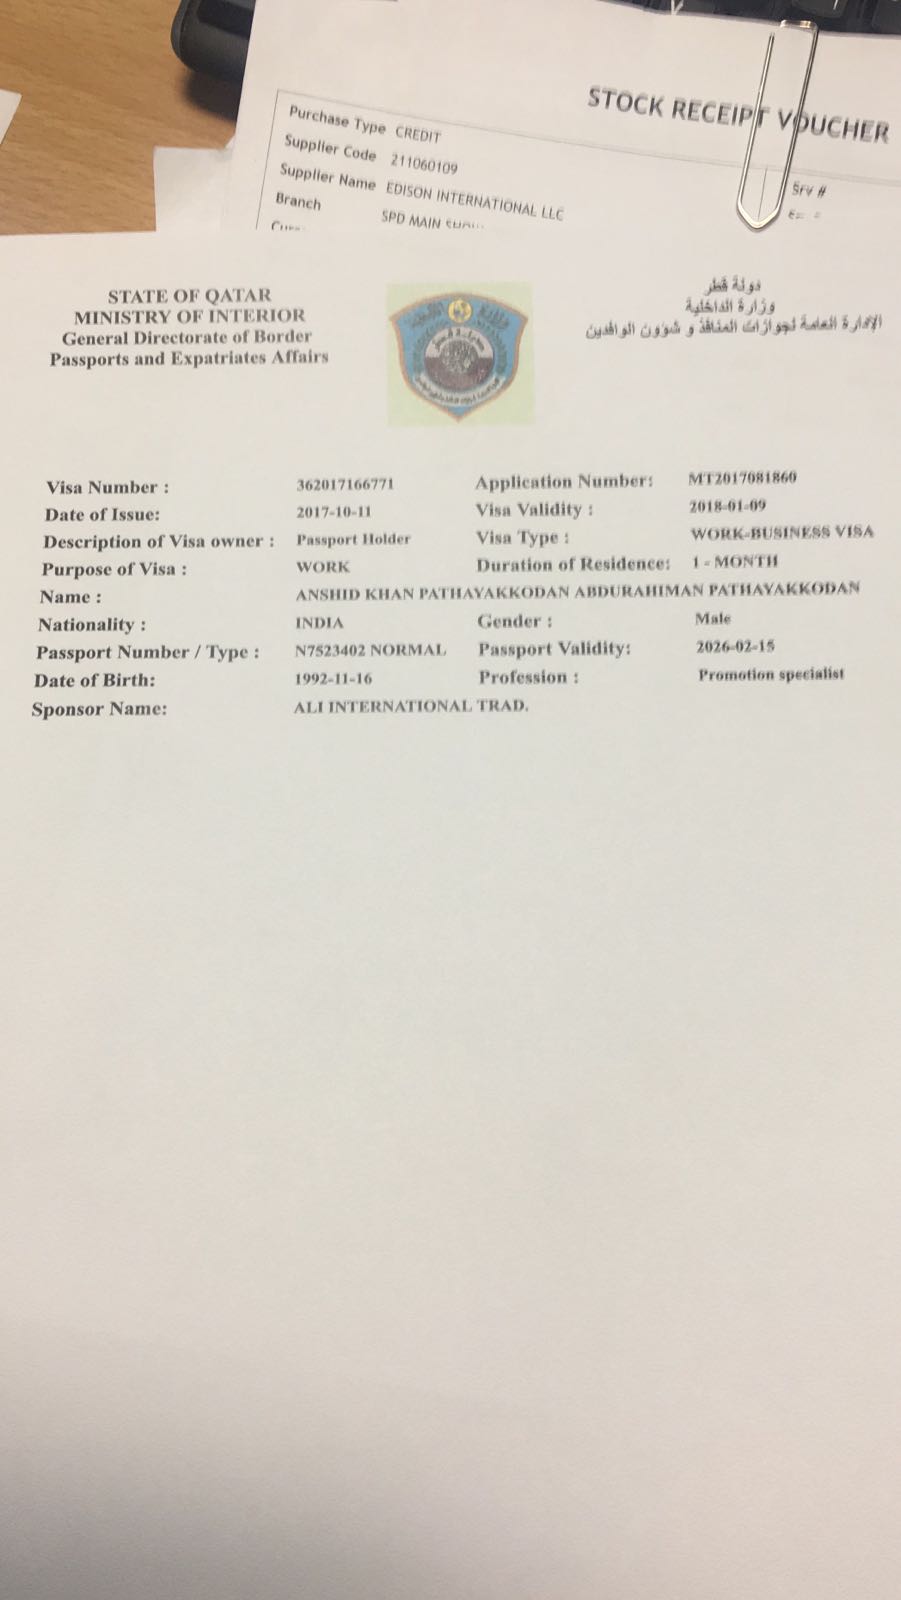 STOCK RECEIPT VOUCHER
Purchase Type CREDIT
Supplier Code 211060109
Supplier Name EDISON INTERNATIONAL LLC
Branch SPD MAIN
Srv #
STATE OF QATAR
MINISTRY OF INTERIOR
General Directorate of Border
Passports and Expatriates Affairs
دولة قطر
وزارة الداخلية
الإدارة العامة لجوازات المنافذ و شؤون الوافدين
Visa Number : 362017166771 Application Number: MT2017081860
Date of Issue: 2017-10-11 Visa Validity : 2018-01-09
Description of Visa owner : Passport Holder Visa Type : WORK-BUSINESS VISA
Purpose of Visa : WORK Duration of Residence: 1 - MONTH
Name : ANSHID KHAN PATHAYAKKODAN ABDURAHIMAN PATHAYAKKODAN
Nationality : INDIA Gender : Male
Passport Number / Type : N7523402 NORMAL Passport Validity: 2026-02-15
Date of Birth: 1992-11-16 Profession : Promotion specialist
Sponsor Name: ALI INTERNATIONAL TRAD.